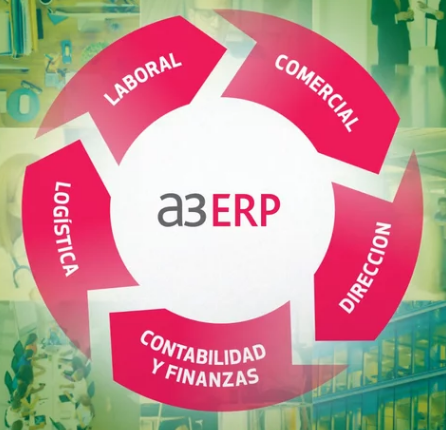 LABORAL
COMERCIAL
a3ERP
LOGÍSTICA
DIRECCION
CONTABILIDAD
Y FINANZAS